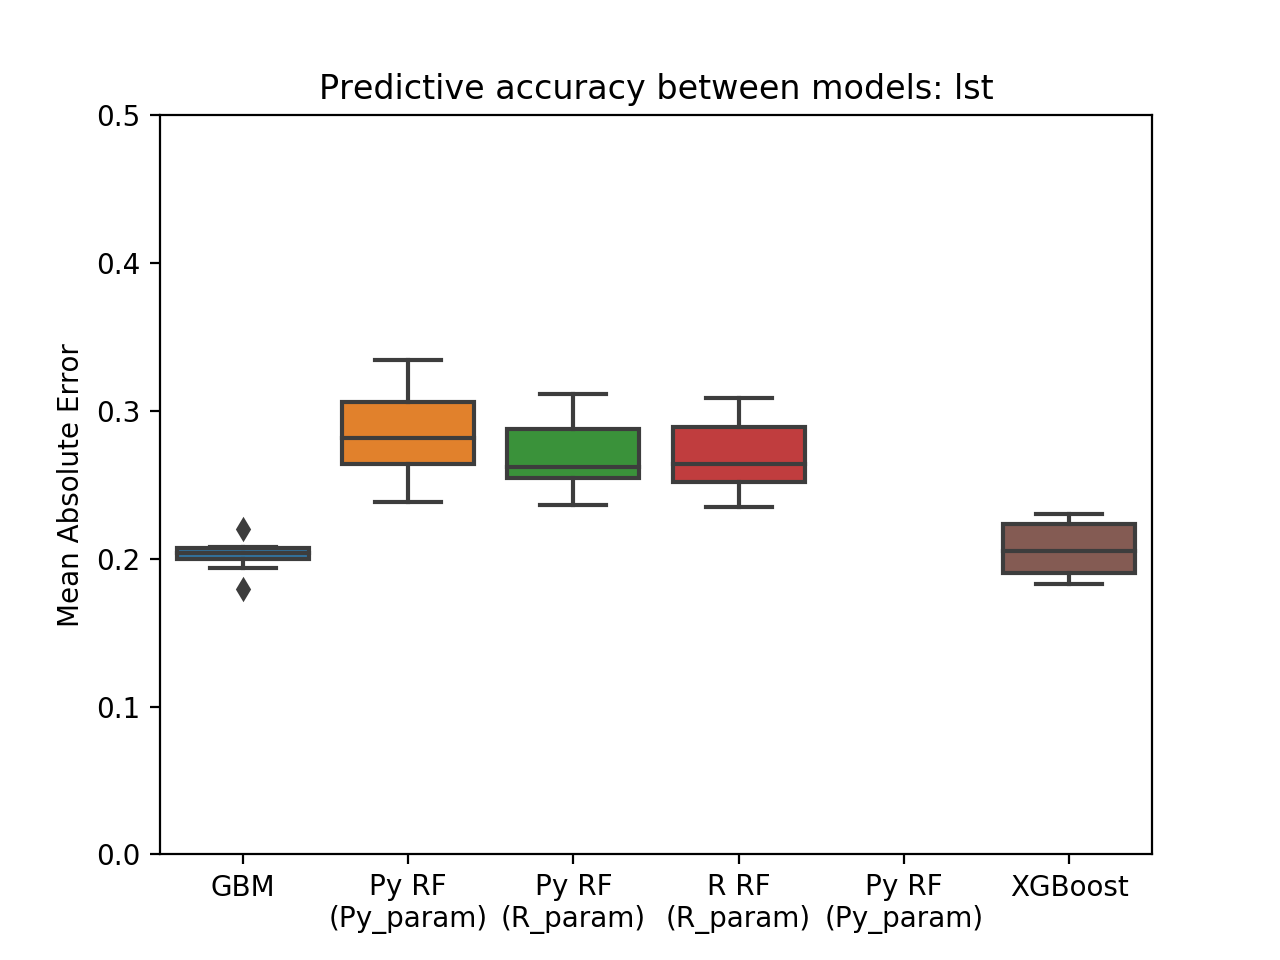 Predictive accuracy between models: lst
Mean Absolute Error
0.5
0.4
0.3
0.2
0.1
0.0
GBM
Py RF
(Py_param)
Py RF
(R_param)
R RF
(R_param)
Py RF
(Py_param)
XGBoost